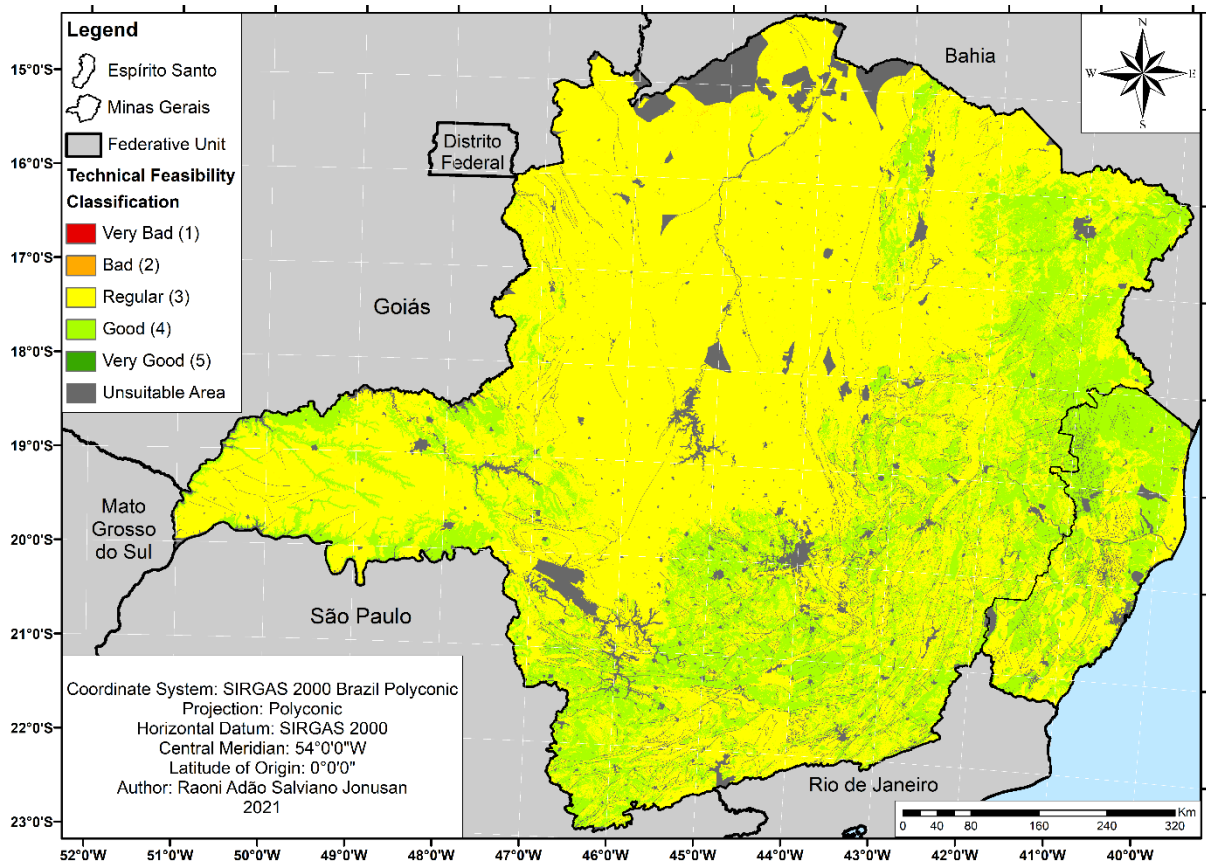 Legend
Espírito Santo
Minas Gerais
Federative Unit
Technical Feasibility
Classification
Very Bad (1)
Bad (2)
Regular (3)
Good (4)
Very Good (5)
Unsuitable Area
Bahia
N
W
E
S
Distrito
Federal
Goiás
Mato
Grosso
do Sul
São Paulo
Rio de Janeiro
15°0'S
16°0'S
17°0'S
18°0'S
19°0'S
20°0'S
21°0'S
22°0'S
23°0'S
Coordinate System: SIRGAS 2000 Brazil Polyconic
Projection: Polyconic
Horizontal Datum: SIRGAS 2000
Central Meridian: 54°0'0"W
Latitude of Origin: 0°0'0"
Author: Raoni Adão Salviano Jonusan
2021
Km
0 40 80 160 240 320
52°0'W 51°0'W 50°0'W 49°0'W 48°0'W 47°0'W 46°0'W 45°0'W 44°0'W 43°0'W 42°0'W 41°0'W 40°0'W